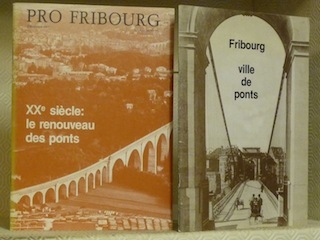 PRO FRIBOURG
XXe siècle:
le renouveau
des ponts
Fribourg
ville
de
ponts